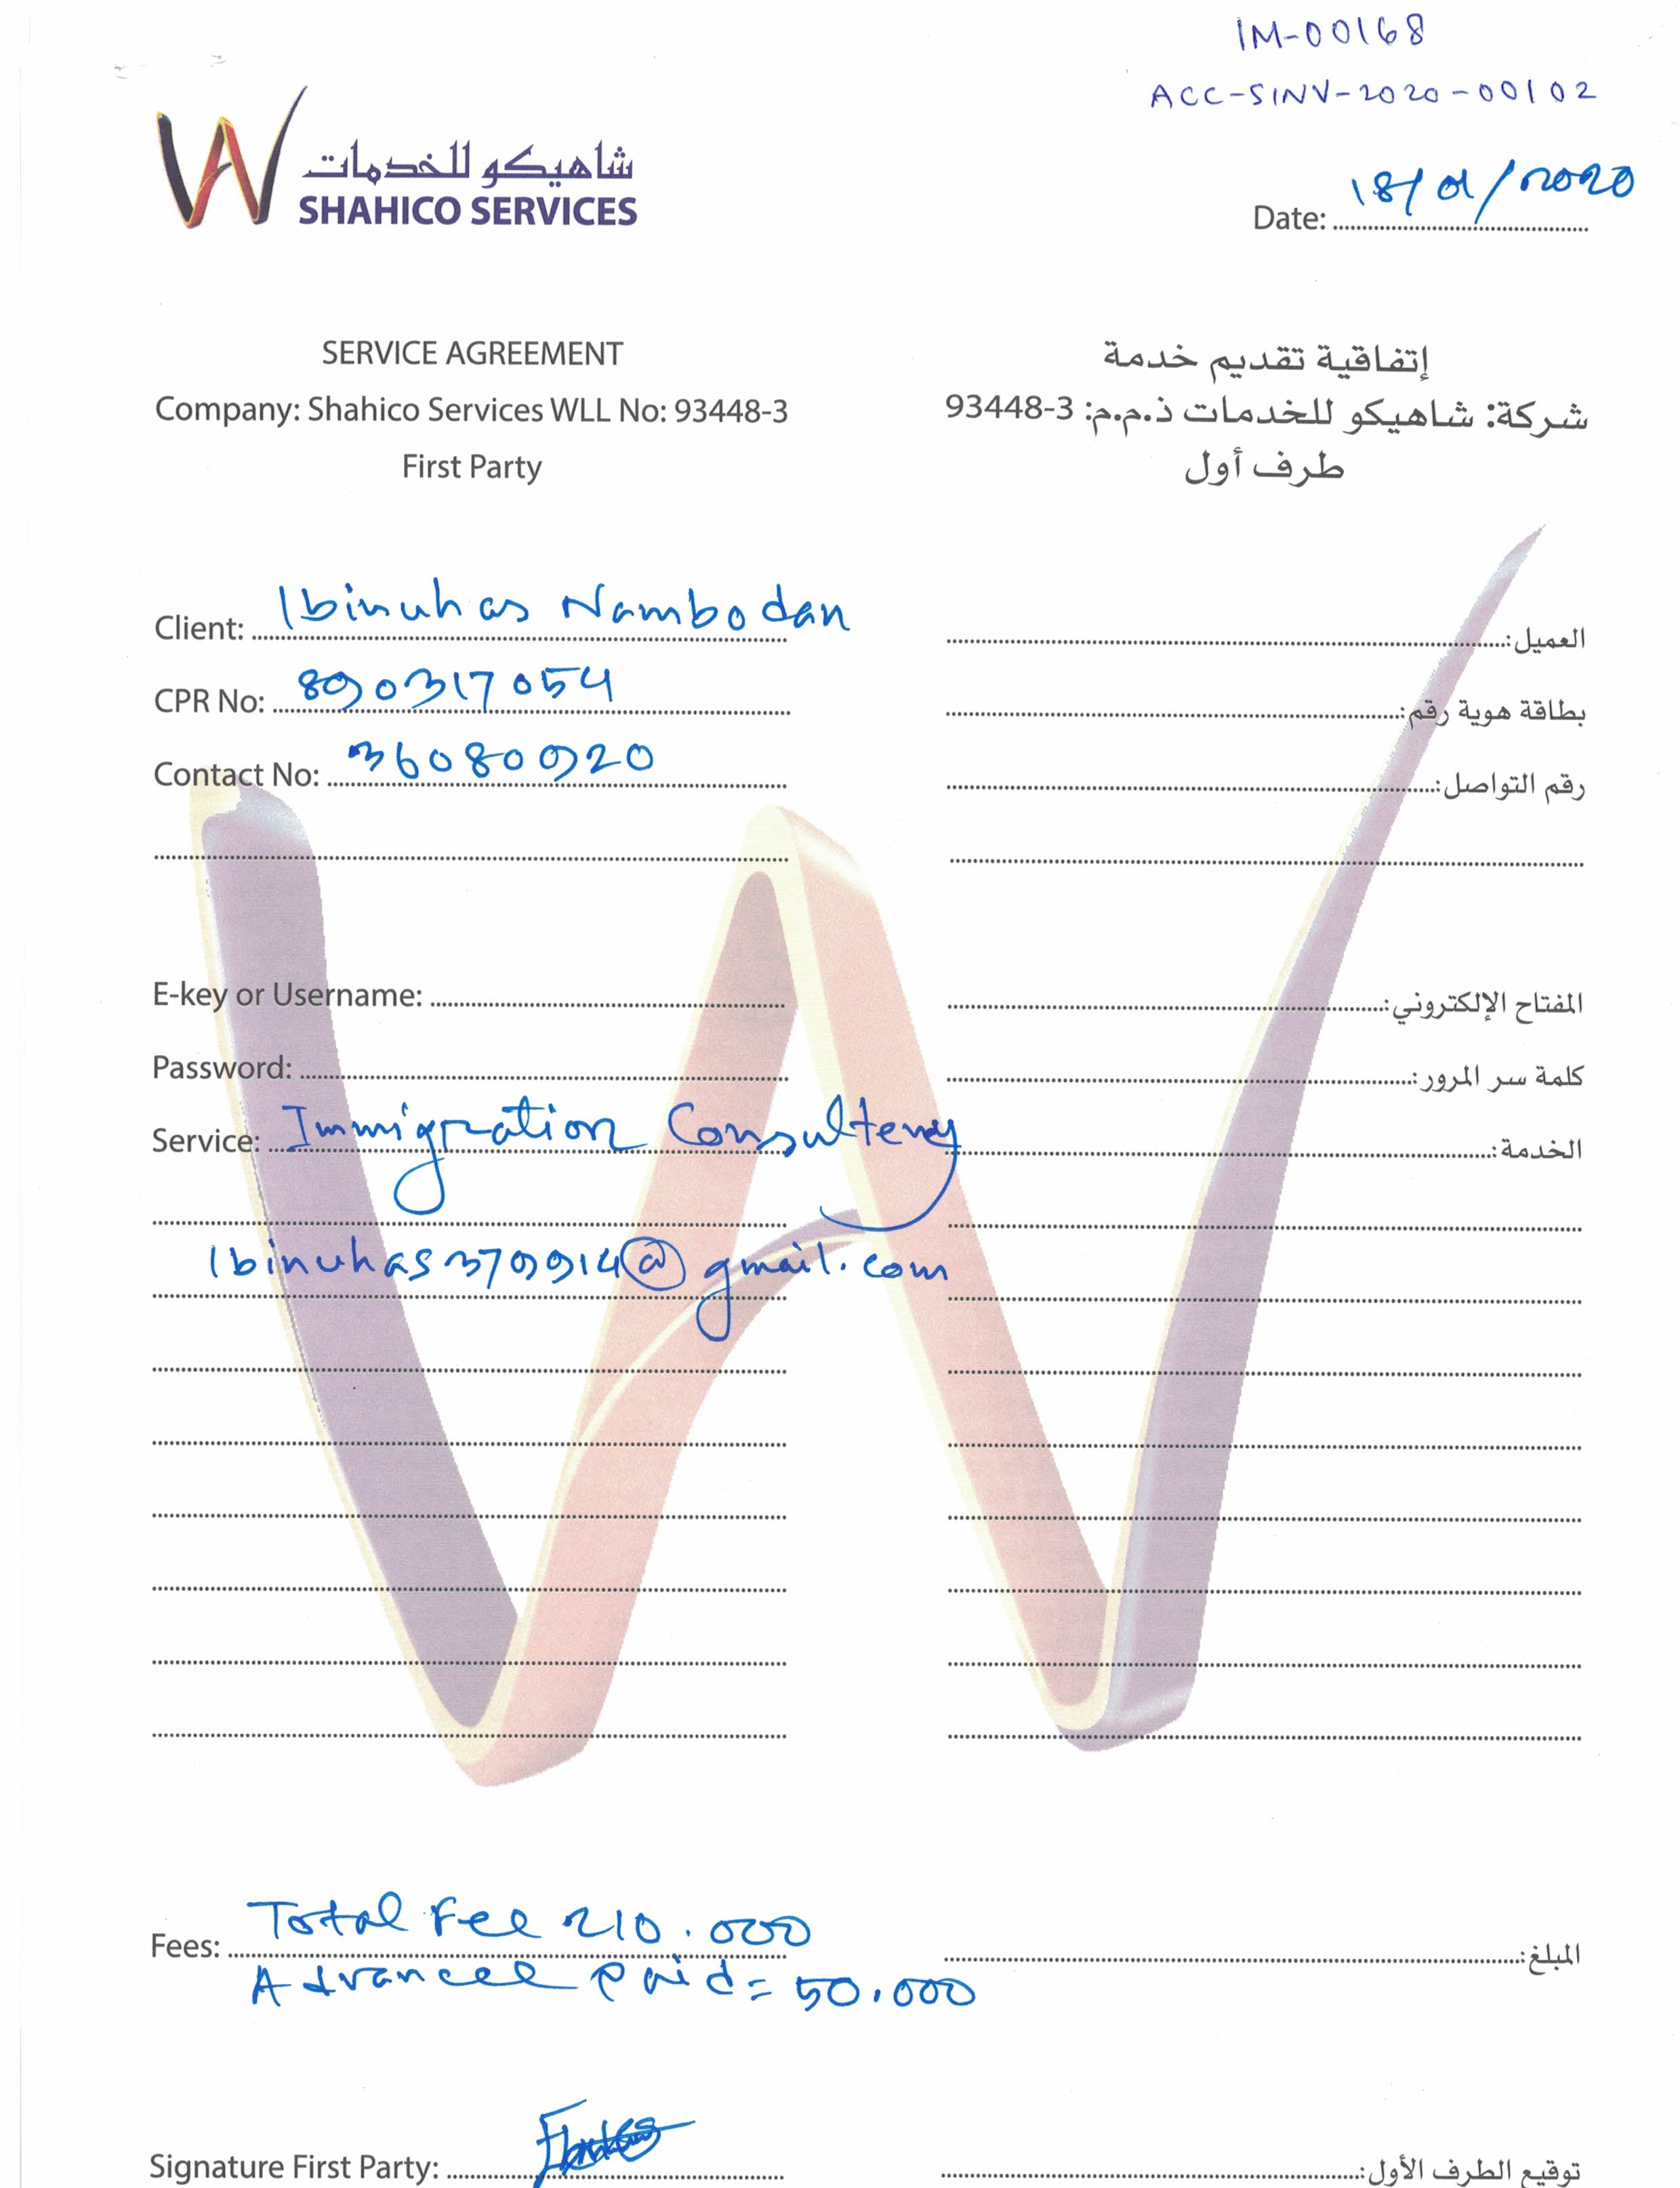 IM-00168
ACC-SINV-2020-00102
شاهيكو للخدمات
SHAHICO SERVICES
Date: 18/01/2020
SERVICE AGREEMENT
Company: Shahico Services WLL No: 93448-3
First Party
إتفاقية تقديم خدمة
شركة: شاهيكو للخدمات ذ.م.م: 3-93448
طرف أول
Client: Ibinuhas Nambodan
العميل:
CPR No: 890317054
بطاقة هوية رقم:
Contact No: 36080920
رقم التواصل:
E-key or Username:
المفتاح الإلكتروني:
Password:
كلمة سر المرور:
Service: Immigration Consulteny
الخدمة:
Ibinuhas379914@gmail.com
Fees: Total Fee 210.000
المبلغ:
Advancee Paid= 50.000
Signature First Party:
توقيع الطرف الأول: